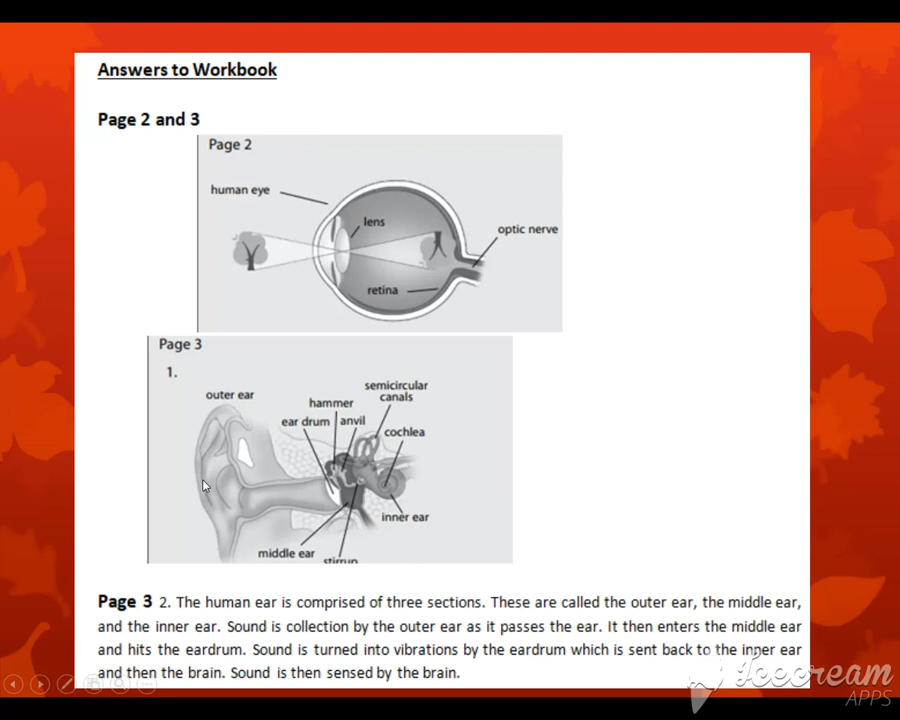 Answers to Workbook
Page 2 and 3
Page 2
human eye
lens
optic nerve
retina
Page 3
1.
semicircular
canals
outer ear
hammer
ear drum
anvil
cochlea
inner ear
middle ear
stirrup
Page 3 2. The human ear is comprised of three sections. These are called the outer ear, the middle ear,
and the inner ear. Sound is collection by the outer ear as it passes the ear. It then enters the middle ear
and hits the eardrum. Sound is turned into vibrations by the eardrum which is sent back to the inner ear
and then the brain. Sound is then sensed by the brain.
Icecream
APPS